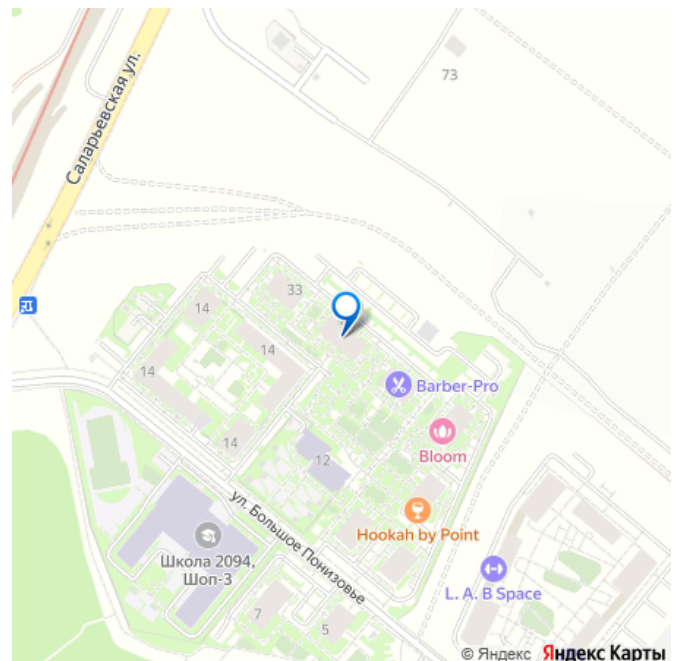 73
Саларьевская ул.
33
14
14
14
14
Barber-Pro
Bloom
12
Hookah by Point
ул. Большое Понизовье
Школа 2094,
Шоп-3
L. A. B Space
7
5
© Яндекс Яндекс Карты